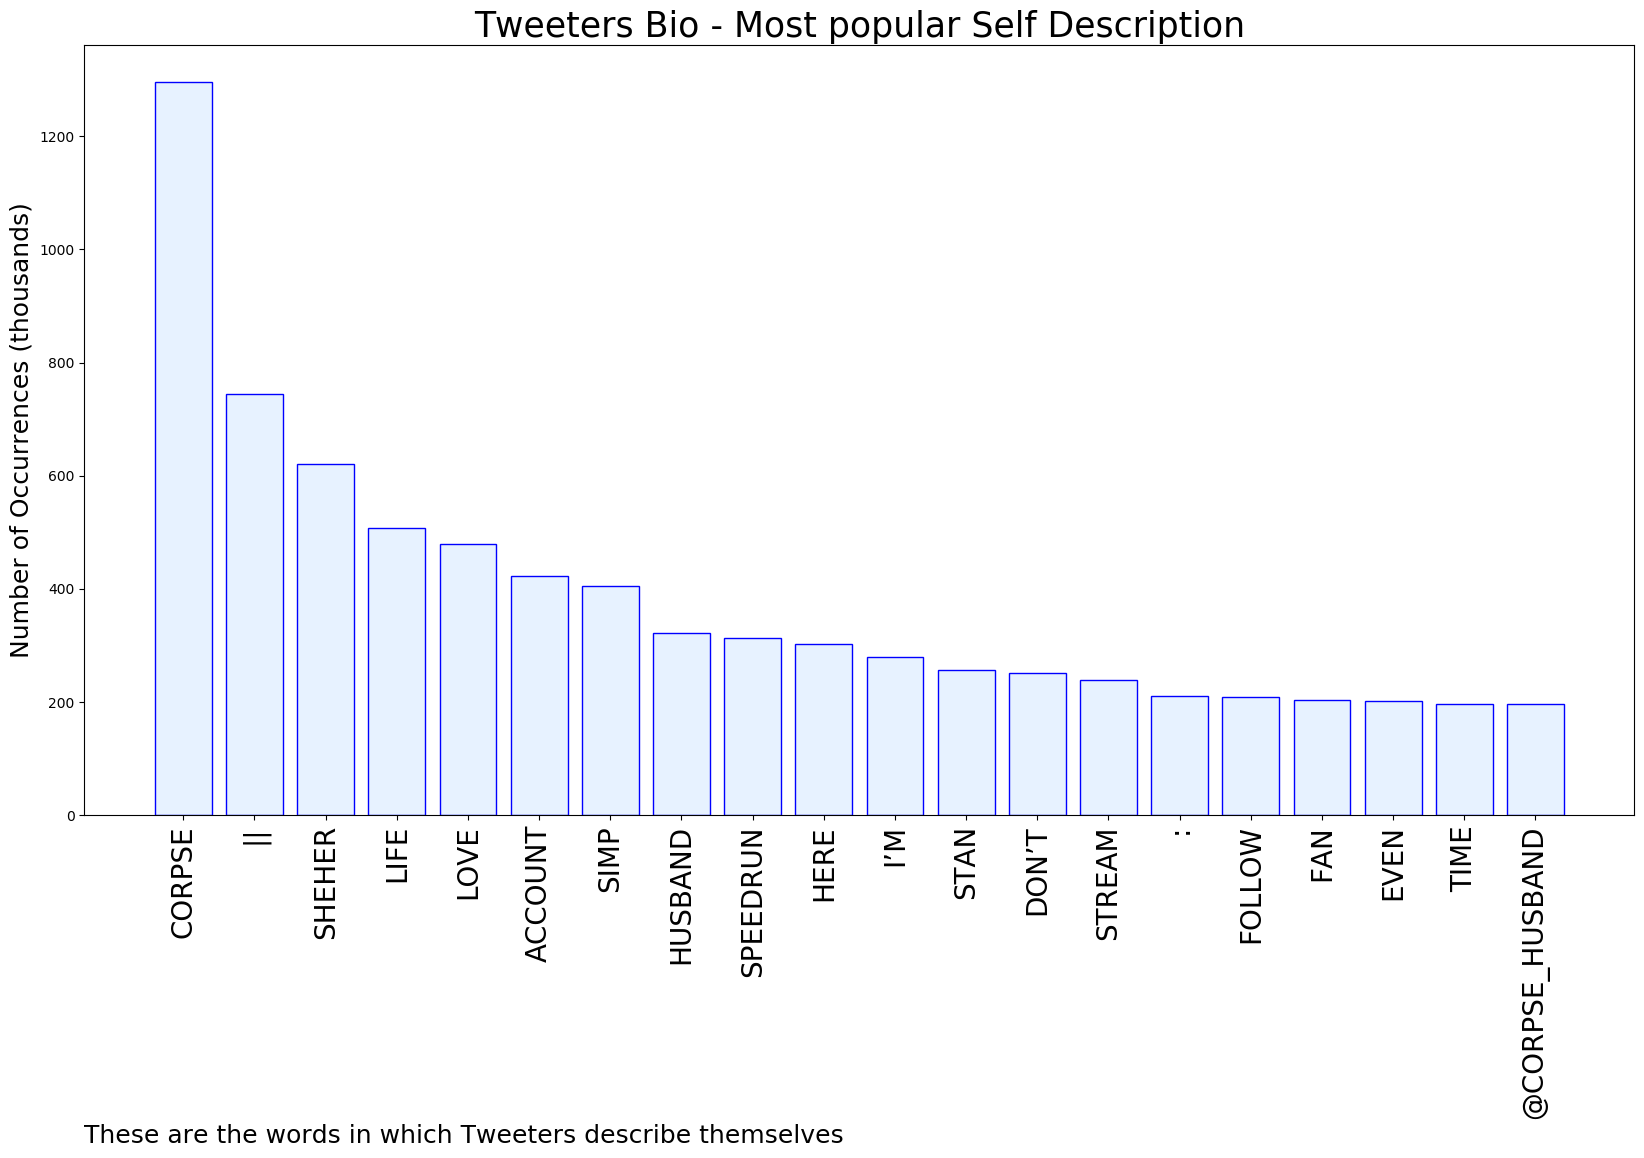 Tweeters Bio - Most popular Self Description
Number of Occurrences (thousands)
1200
1000
800
600
400
200
0
CORPSE
||
SHEHER
LIFE
LOVE
ACCOUNT
SIMP
HUSBAND
SPEEDRUN
HERE
I’M
STAN
DON’T
STREAM
:
FOLLOW
FAN
EVEN
TIME
@CORPSE_HUSBAND
These are the words in which Tweeters describe themselves